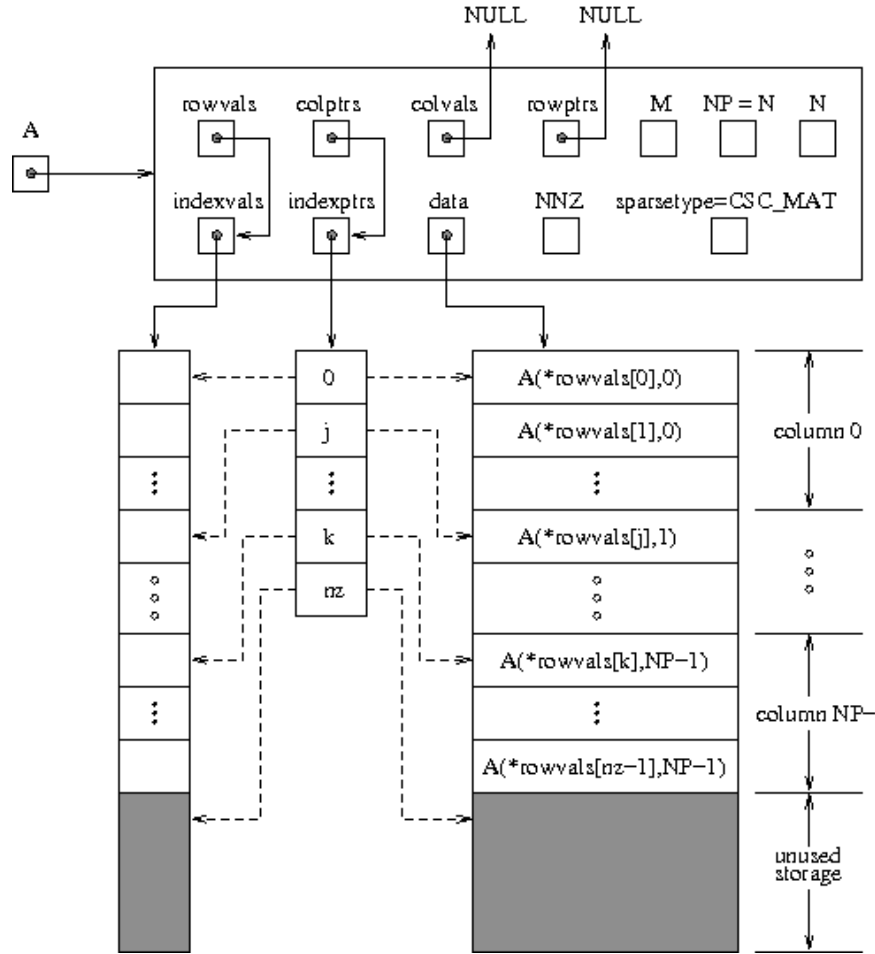 NULL NULL
rowvals colptrs colvals rowptrs M NP = N N
A
indexvals indexptrs data NNZ sparsetype=CSC_MAT
0 A(*rowvals[0],0)
j A(*rowvals[1],0) column 0
k A(*rowvals[j],1)
nz
A(*rowvals[k],NP−1)
column NP−
A(*rowvals[nz−1],NP−1)
unused
storage